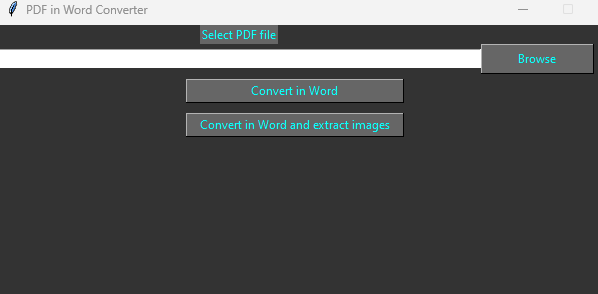 PDF in Word Converter
Select PDF file
Browse
Convert in Word
Convert in Word and extract images